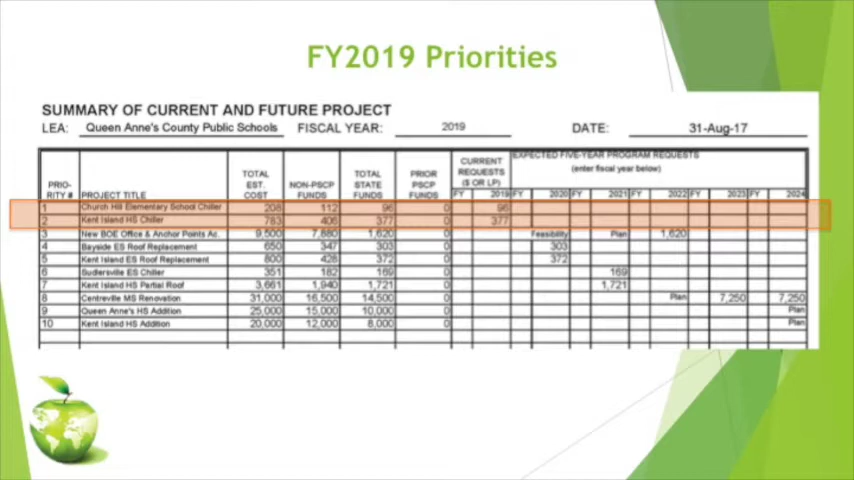 FY2019 Priorities
SUMMARY OF CURRENT AND FUTURE PROJECT
LEA: Queen Anne's County Public Schools FISCAL YEAR: 2019 DATE: 31-Aug-17
PRIO-RITY # PROJECT TITLE TOTAL EST. COST NON-PSCP FUNDS TOTAL STATE FUNDS PRIOR PSCP FUNDS CURRENT REQUESTS ($ OR LP) EXPECTED FIVE-YEAR PROGRAM REQUESTS (enter fiscal year below)
FY 2019 FY 2020 FY 2021 FY 2022 FY 2023 FY 2024
1 Church Hill Elementary School Chiller 208 112 96 0 96
2 Kent Island HS Chiller 783 406 377 0 377
3 New BOE Office & Anchor Points Ac. 9,500 7,880 1,620 0 Feasibility Plan 1,620
4 Bayside ES Roof Replacement 650 347 303 0 303
5 Kent Island ES Roof Replacement 800 428 372 0 372
6 Sudlersville ES Chiller 351 182 169 0 169
7 Kent Island HS Partial Roof 3,661 1,940 1,721 0 1,721
8 Centreville MS Renovation 31,000 16,500 14,500 0 Plan 7,250 7,250
9 Queen Anne's HS Addition 25,000 15,000 10,000 0 Plan
10 Kent Island HS Addition 20,000 12,000 8,000 0 Plan